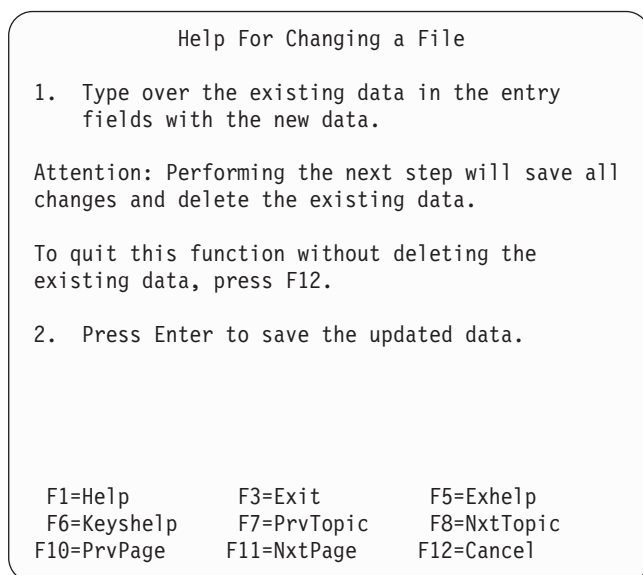 Help For Changing a File
1. Type over the existing data in the entry
fields with the new data.
Attention: Performing the next step will save all
changes and delete the existing data.
To quit this function without deleting the
existing data, press F12.
2. Press Enter to save the updated data.
F1=Help F3=Exit F5=Exhelp
F6=Keyshelp F7=PrvTopic F8=NxtTopic
F10=PrvPage F11=NxtPage F12=Cancel